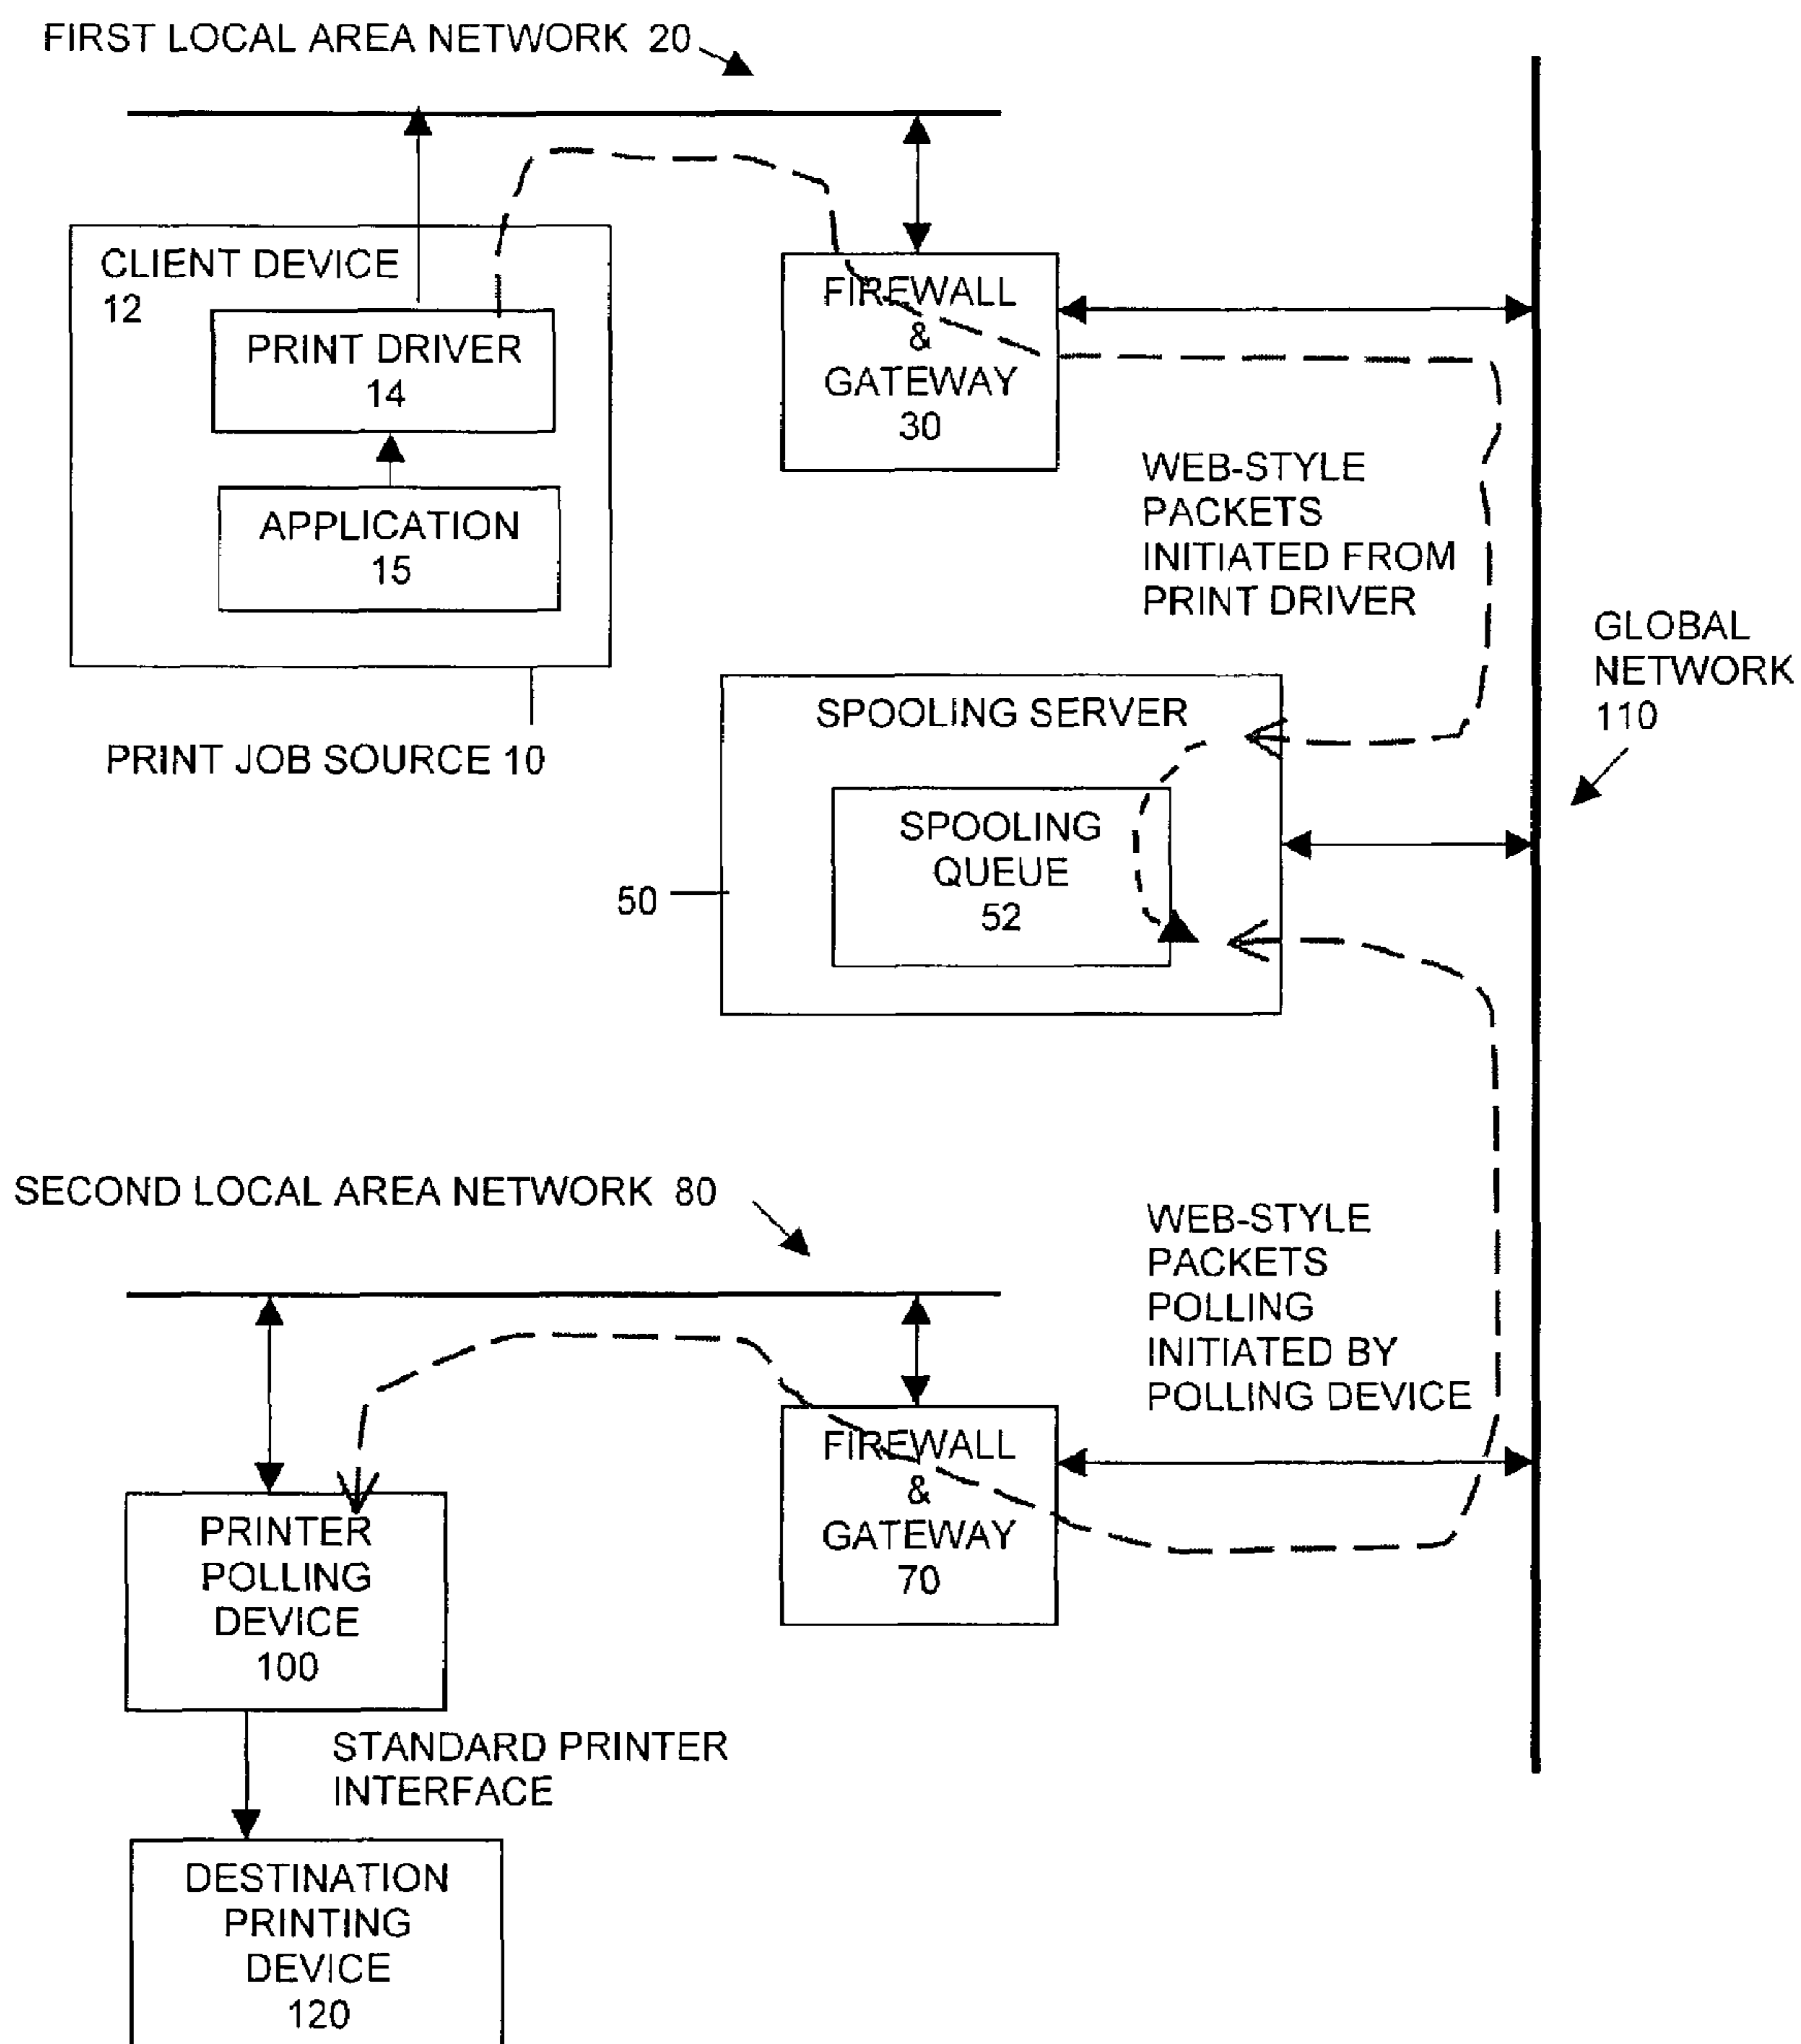 FIRST LOCAL AREA NETWORK 20
CLIENT DEVICE
12
PRINT DRIVER
14
APPLICATION
15
PRINT JOB SOURCE 10
FIREWALL
&
GATEWAY
30
WEB-STYLE
PACKETS
INITIATED FROM
PRINT DRIVER
GLOBAL
NETWORK
110
SPOOLING SERVER
SPOOLING
QUEUE
52
50
SECOND LOCAL AREA NETWORK 80
WEB-STYLE
PACKETS
POLLING
INITIATED BY
POLLING DEVICE
FIREWALL
&
GATEWAY
70
PRINTER
POLLING
DEVICE
100
STANDARD PRINTER
INTERFACE
DESTINATION
PRINTING
DEVICE
120